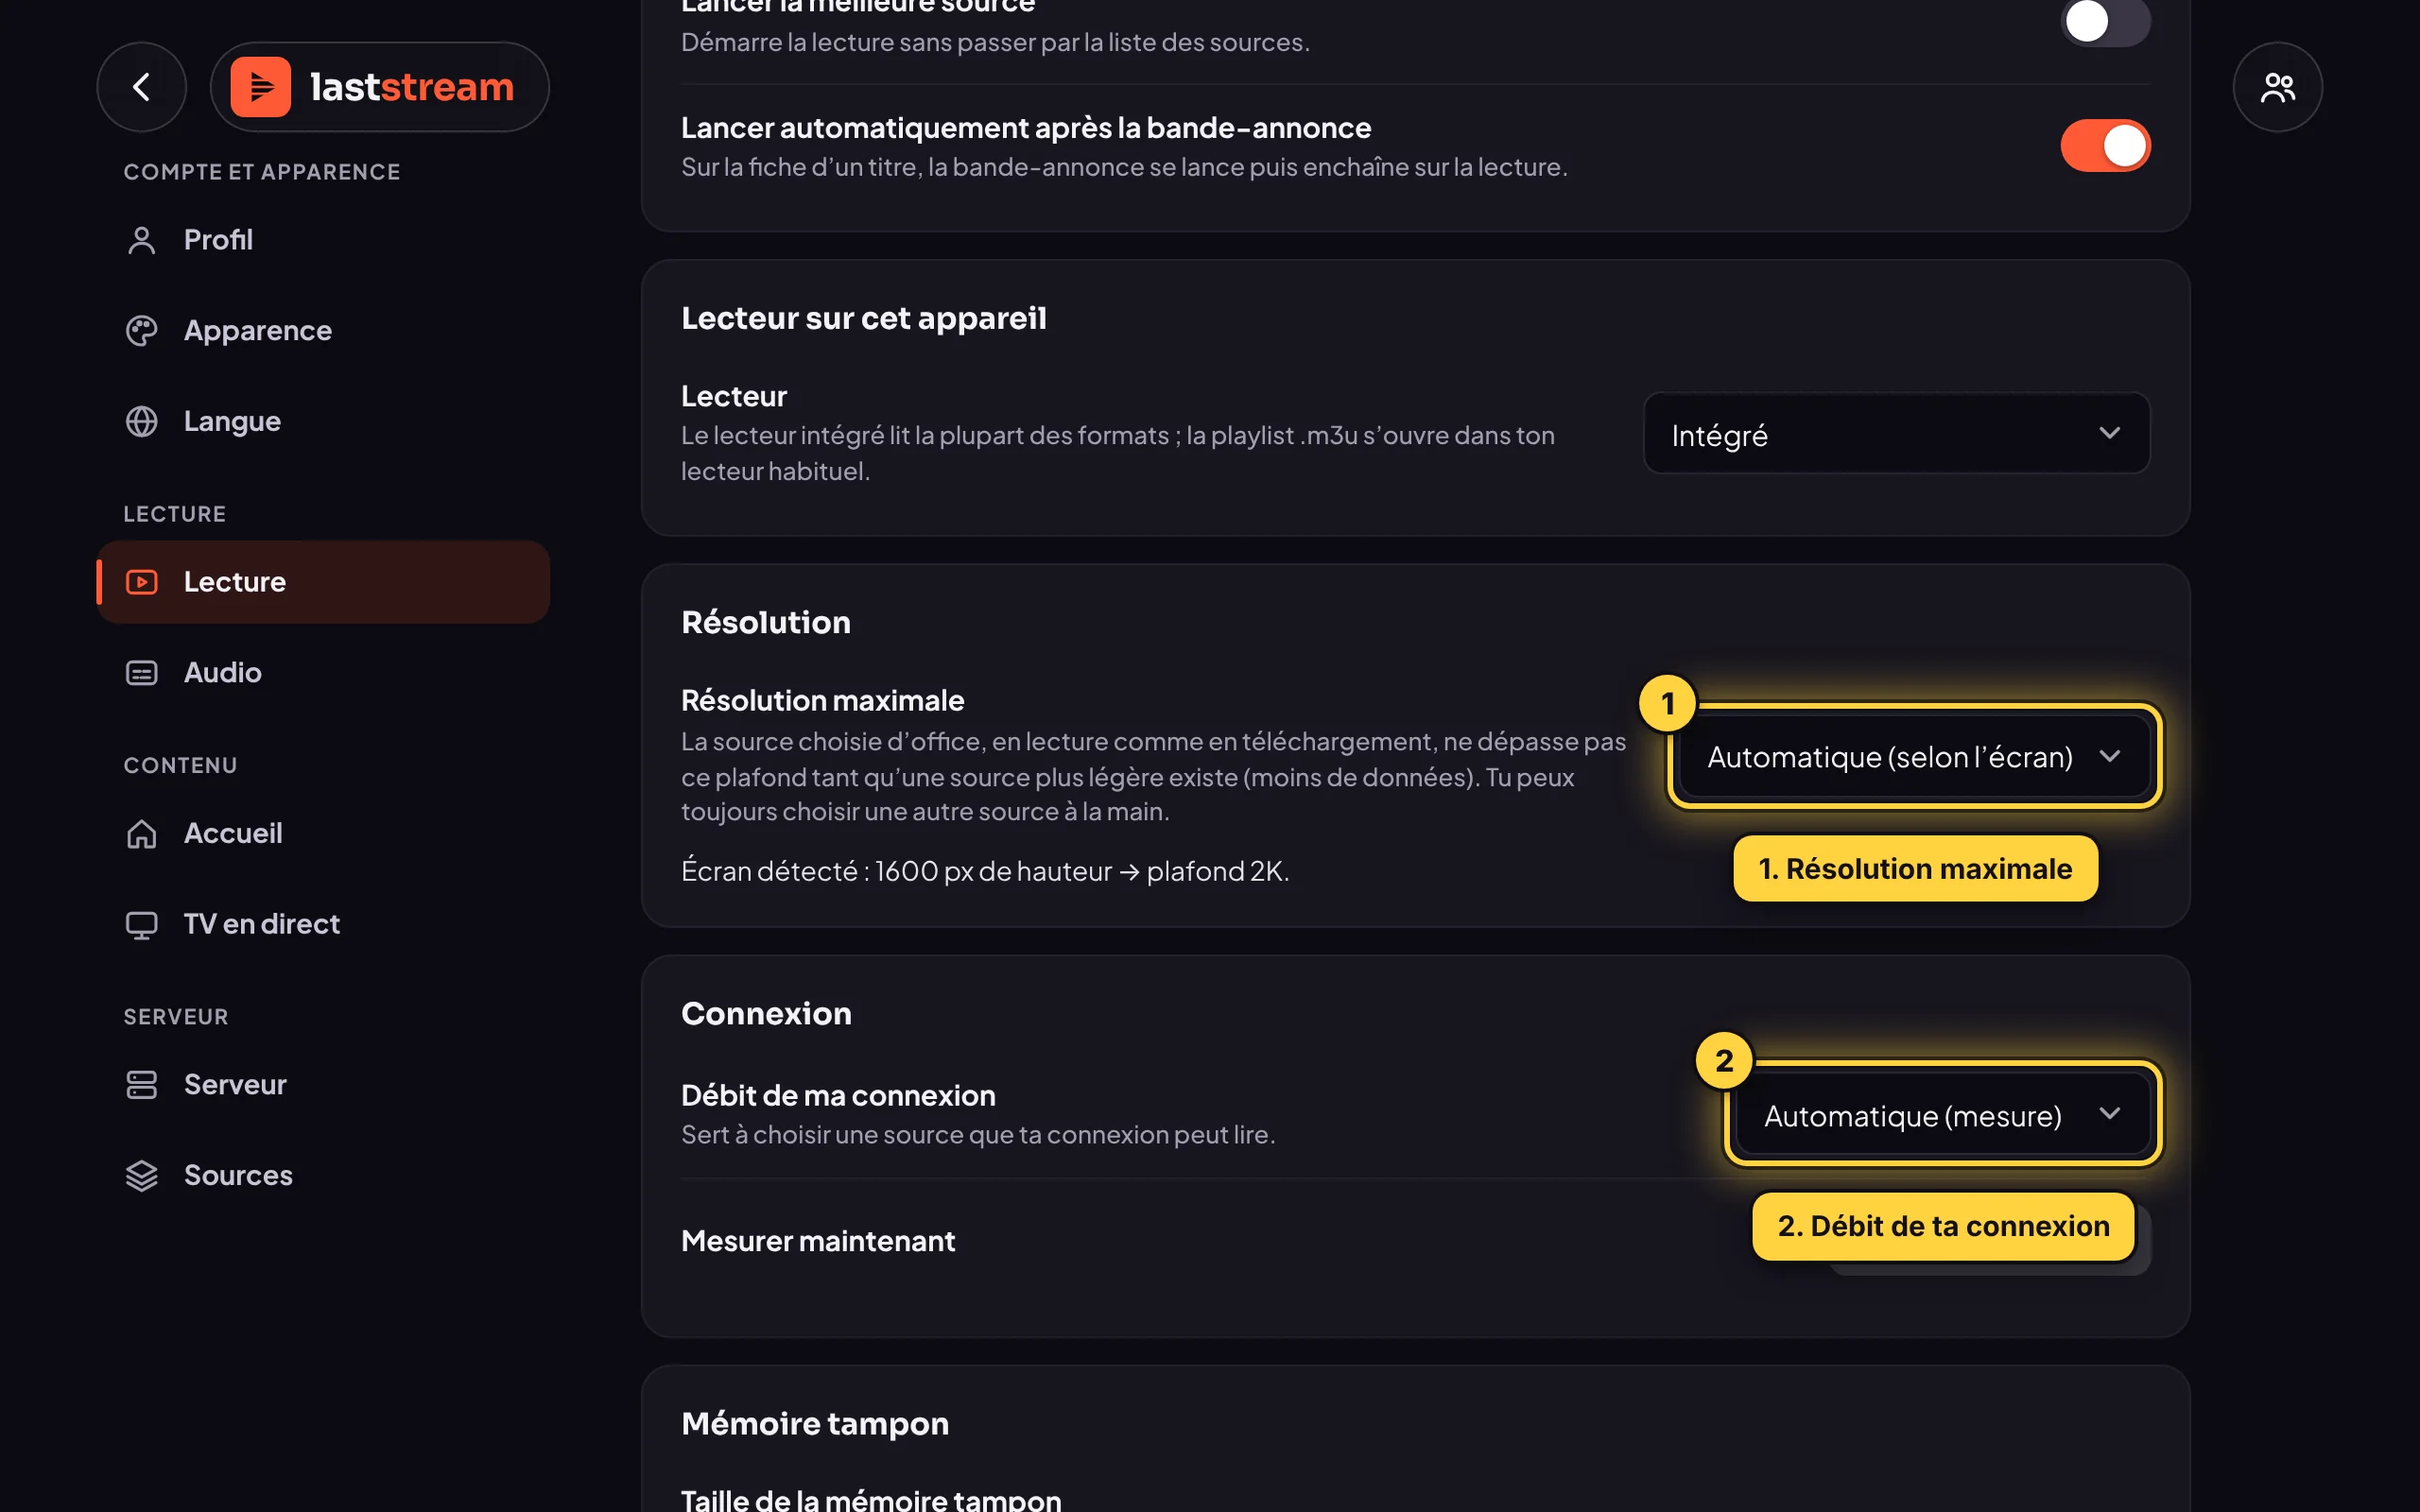 laststream
COMPTE ET APPARENCE
Profil
Apparence
Langue
LECTURE
Lecture
Audio
CONTENU
Accueil
TV en direct
SERVEUR
Serveur
Sources
Lancer la meilleure source
Démarre la lecture sans passer par la liste des sources.
Lancer automatiquement après la bande-annonce
Sur la fiche d’un titre, la bande-annonce se lance puis enchaîne sur la lecture.
Lecteur sur cet appareil
Lecteur
Le lecteur intégré lit la plupart des formats ; la playlist .m3u s’ouvre dans ton
lecteur habituel.
Intégré
Résolution
Résolution maximale
La source choisie d’office, en lecture comme en téléchargement, ne dépasse pas
ce plafond tant qu’une source plus légère existe (moins de données). Tu peux
toujours choisir une autre source à la main.
Écran détecté : 1600 px de hauteur → plafond 2K.
1
Automatique (selon l’écran)
1. Résolution maximale
Connexion
Débit de ma connexion
Sert à choisir une source que ta connexion peut lire.
2
Automatique (mesure)
2. Débit de ta connexion
Mesurer maintenant
Mémoire tampon
Taille de la mémoire tampon